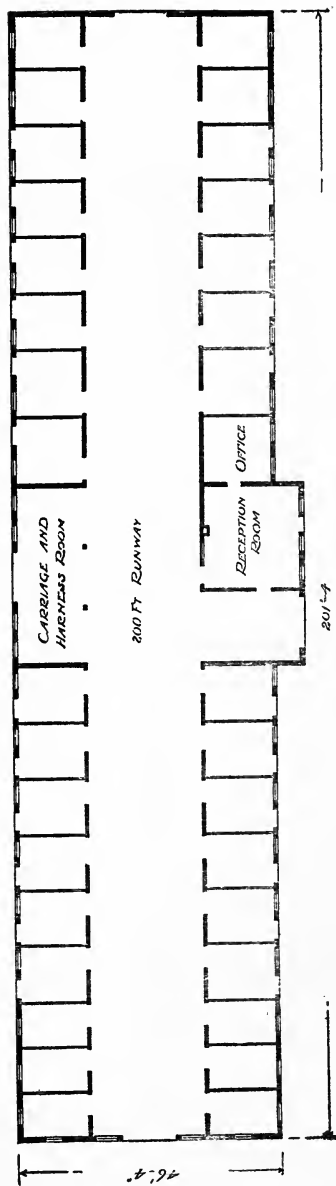 CARRIAGE AND
HARNESS ROOM
200 FT RUNWAY
RECEPTION
ROOM
OFFICE
201'-4
46'-4"